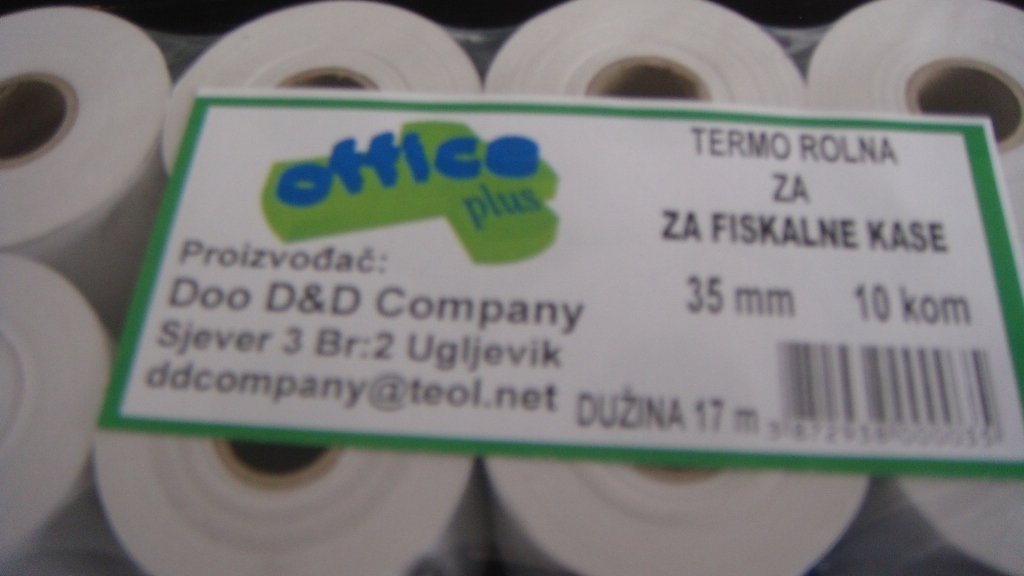 office
plus
Proizvođač:
Doo D&D Company
Sjever 3 Br:2 Ugljevik
ddcompany@teol.net
TERMO ROLNA
ZA
ZA FISKALNE KASE
35 mm 10 kom
DUŽINA 17 m